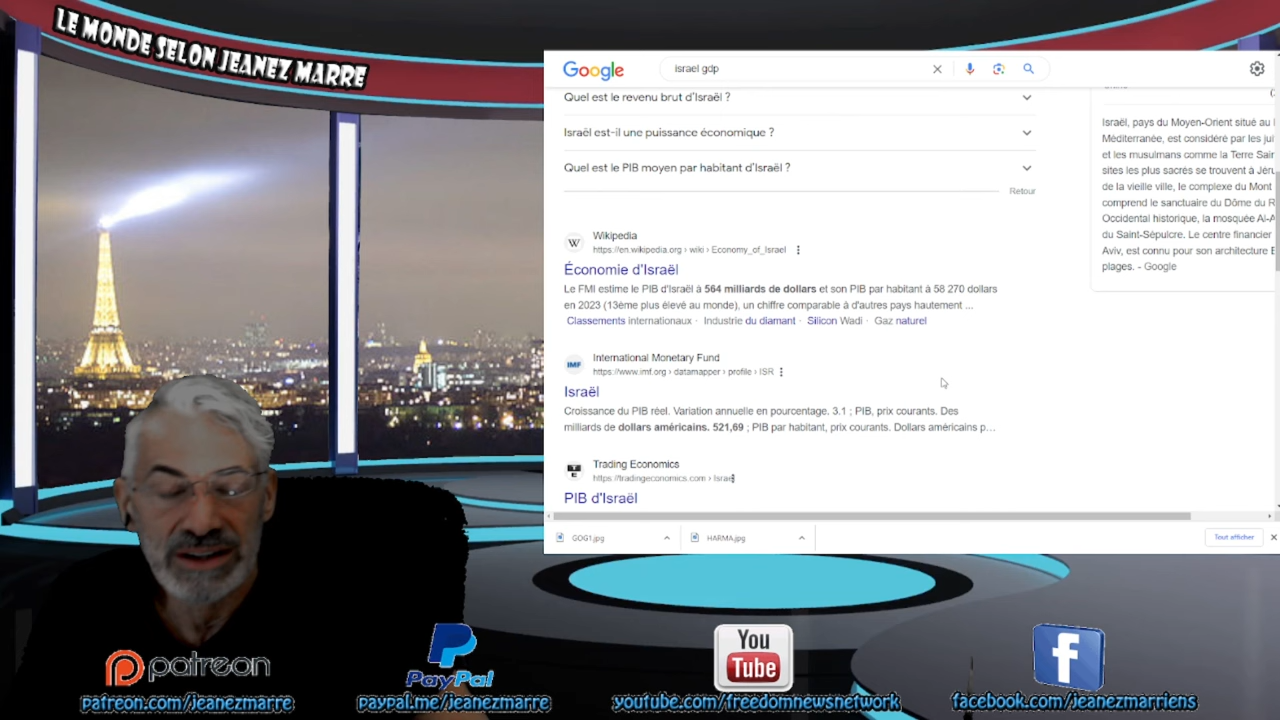 LE MONDE SELON JEANEZ MARRE
Google
israel gdp
Quel est le revenu brut d'Israël ?
Israël est-il une puissance économique ?
Quel est le PIB moyen par habitant d'Israël ?
Retour
W
Wikipedia
https://en.wikipedia.org › wiki › Economy_of_Israel
Économie d'Israël
Le FMI estime le PIB d'Israël à 564 milliards de dollars et son PIB par habitant à 58 270 dollars
en 2023 (13ème plus élevé au monde), un chiffre comparable à d'autres pays hautement ...
Classements internationaux · Industrie du diamant · Silicon Wadi · Gaz naturel
IMF
International Monetary Fund
https://www.imf.org › datamapper › profile › ISR
Israël
Croissance du PIB réel. Variation annuelle en pourcentage. 3.1 ; PIB, prix courants. Des
milliards de dollars américains. 521,69 ; PIB par habitant, prix courants. Dollars américains p...
TE
Trading Economics
https://tradingeconomics.com › Israe
PIB d'Israël
Israël, pays du Moyen-Orient situé au
Méditerranée, est considéré par les jui
et les musulmans comme la Terre Sain
sites les plus sacrés se trouvent à Jéru
de la vieille ville, le complexe du Mont
comprend le sanctuaire du Dôme du R
Occidental historique, la mosquée Al-A
du Saint-Sépulcre. Le centre financier
Aviv, est connu pour son architecture B
plages. - Google
GOG1.jpg
HARMA.jpg
Tout afficher
patreon
patreon.com/jeanezmarre
PayPal
paypal.me/jeanezmarre
You
Tube
youtube.com/freedomnewsnetwork
f
facebook.com/jeanezmarriens